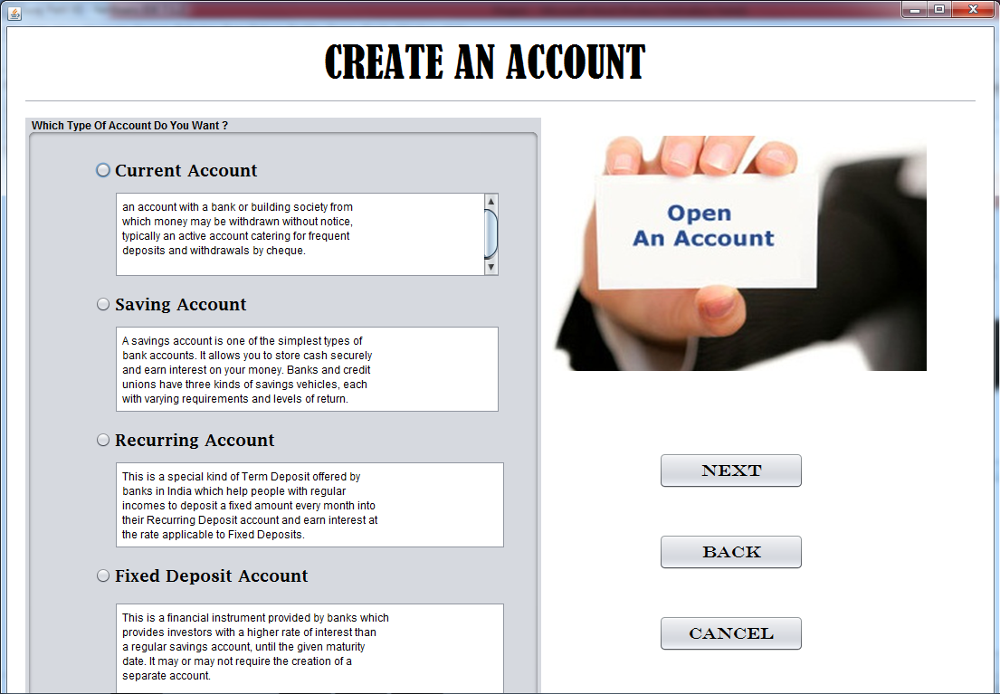 CREATE AN ACCOUNT
Which Type Of Account Do You Want ?
Current Account
an account with a bank or building society from
which money may be withdrawn without notice,
typically an active account catering for frequent
deposits and withdrawals by cheque.
Saving Account
A savings account is one of the simplest types of
bank accounts. It allows you to store cash securely
and earn interest on your money. Banks and credit
unions have three kinds of savings vehicles, each
with varying requirements and levels of return.
Recurring Account
This is a special kind of Term Deposit offered by
banks in India which help people with regular
incomes to deposit a fixed amount every month into
their Recurring Deposit account and earn interest at
the rate applicable to Fixed Deposits.
Fixed Deposit Account
This is a financial instrument provided by banks which
provides investors with a higher rate of interest than
a regular savings account, until the given maturity
date. It may or may not require the creation of a
separate account.
Open
An Account
NEXT
BACK
CANCEL